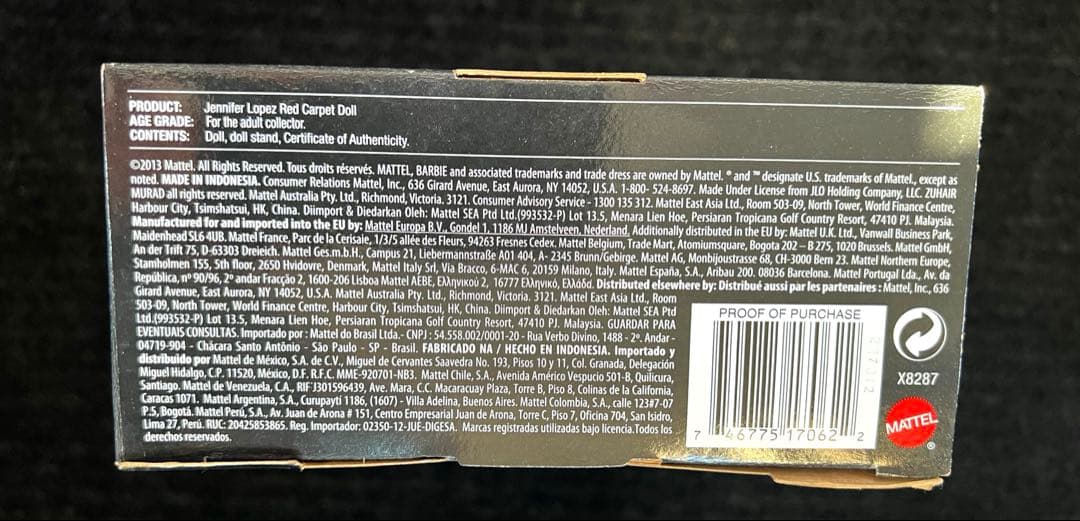 PRODUCT: Jennifer Lopez Red Carpet Doll
AGE GRADE: For the adult collector.
CONTENTS: Doll, doll stand, Certificate of Authenticity.
©2013 Mattel. All Rights Reserved. Tous droits réservés. MATTEL, BARBIE and associated trademarks and trade dress are owned by Mattel. ® and ™ designate U.S. trademarks of Mattel, except as
noted. MADE IN INDONESIA. Consumer Relations Mattel, Inc., 636 Girard Avenue, East Aurora, NY 14052, U.S.A. 1-800- 524-8697. Made Under License from JLO Holding Company, LLC. ZUHAIR
MURAD all rights reserved. Mattel Australia Pty. Ltd., Richmond, Victoria. 3121. Consumer Advisory Service - 1300 135 312. Mattel East Asia Ltd., Room 503-09, North Tower, World Finance Centre,
Harbour City, Tsimshatsui, HK, China. Diimport & Diedarkan Oleh: Mattel SEA Ptd Ltd.(993532-P) Lot 13.5, Menara Lien Hoe, Persiaran Tropicana Golf Country Resort, 47410 PJ. Malaysia.
Manufactured for and imported into the EU by: Mattel Europa B.V., Gondel 1, 1186 MJ Amstelveen, Nederland. Additionally distributed in the EU by: Mattel U.K. Ltd., Vanwall Business Park,
Maidenhead SL6 4UB. Mattel France, Parc de la Cerisaie, 1/3/5 allée des Fleurs, 94263 Fresnes Cedex. Mattel Belgium, Trade Mart, Atomiumsquare, Bogota 202 – B 275, 1020 Brussels. Mattel GmbH,
An der Trift 75, D-63303 Dreieich. Mattel Ges.m.b.H., Campus 21, Liebermannstraße A01 404, A- 2345 Brunn/Gebirge. Mattel AG, Monbijoustrasse 68, CH-3000 Bern 23. Mattel Northern Europe,
Stamholmen 155, 5th floor, 2650 Hvidovre, Denmark, Mattel Italy Srl, Via Bracco, 6-MAC 6, 20159 Milano, Italy. Mattel España, S.A., Aribau 200. 08036 Barcelona. Mattel Portugal Lda., Av. da
República, nº 90/96, 2º andar Fracção 2, 1600-206 Lisboa Mattel AEBE, Ελληνικού 2, 16777 Ελληνικό, Ελλάδα. Distributed elsewhere by: Distribué aussi par les partenaires : Mattel, Inc., 636
Girard Avenue, East Aurora, NY 14052, U.S.A. Mattel Australia Pty. Ltd., Richmond, Victoria. 3121. Mattel East Asia Ltd., Room
503-09, North Tower, World Finance Centre, Harbour City, Tsimshatsui, HK, China. Diimport & Diedarkan Oleh: Mattel SEA Ptd
Ltd.(993532-P) Lot 13.5, Menara Lien Hoe, Persiaran Tropicana Golf Country Resort, 47410 PJ. Malaysia. GUARDAR PARA
EVENTUAIS CONSULTAS. Importado por : Mattel do Brasil Ltda.- CNPJ : 54.558.002/0001-20 - Rua Verbo Divino, 1488 - 2º. Andar -
04719-904 - Chácara Santo Antônio - São Paulo - SP - Brasil. FABRICADO NA / HECHO EN INDONESIA. Importado y
distribuido por Mattel de México, S.A. de C.V., Miguel de Cervantes Saavedra No. 193, Pisos 10 y 11, Col. Granada, Delegación
Miguel Hidalgo, C.P. 11520, México, D.F. R.F.C. MME-920701-NB3. Mattel Chile, S.A., Avenida Américo Vespucio 501-B, Quilicura,
Santiago. Mattel de Venezuela, C.A., RIF J301596439, Ave. Mara, C.C. Macaracuay Plaza, Torre B, Piso 8, Colinas de la California,
Caracas 1071. Mattel Argentina, S.A., Curupaytí 1186, (1607) - Villa Adelina, Buenos Aires. Mattel Colombia, S.A., calle 123#7-07
P.5, Bogotá. Mattel Perú, S.A., Av. Juan de Arona # 151, Centro Empresarial Juan de Arona, Torre C, Piso 7, Oficina 704, San Isidro,
Lima 27, Perú. RUC: 20425853865. Reg. Importador: 02350-12-JUE-DIGESA. Marcas registradas utilizadas bajo licencia.Todos los
derechos reservados.
PROOF OF PURCHASE
7 46775 17062 2
X8287
MATTEL
®